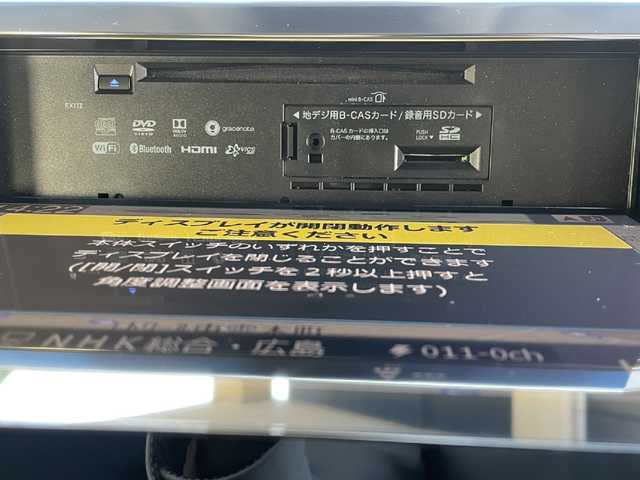 EX11Z
mini B-CAS
◀ 地デジ用B-CASカード/録音用SDカード ▶
B-CAS カードの挿入口は
カバーの内側にあります。
PUSH
LOCK
SD
HC
DVD
VIDEO
DOLBY
AUDIO
gracenote
WiFi
Bluetooth
HDMI
VICS
ディスプレイが開閉動作します
ご注意ください
本体スイッチのいずれかを押すことで
ディスプレイを閉じることができます
([開/閉]スイッチを2秒以上押すと
角度調整画面を表示します)
NHK総合・広島
011-0ch